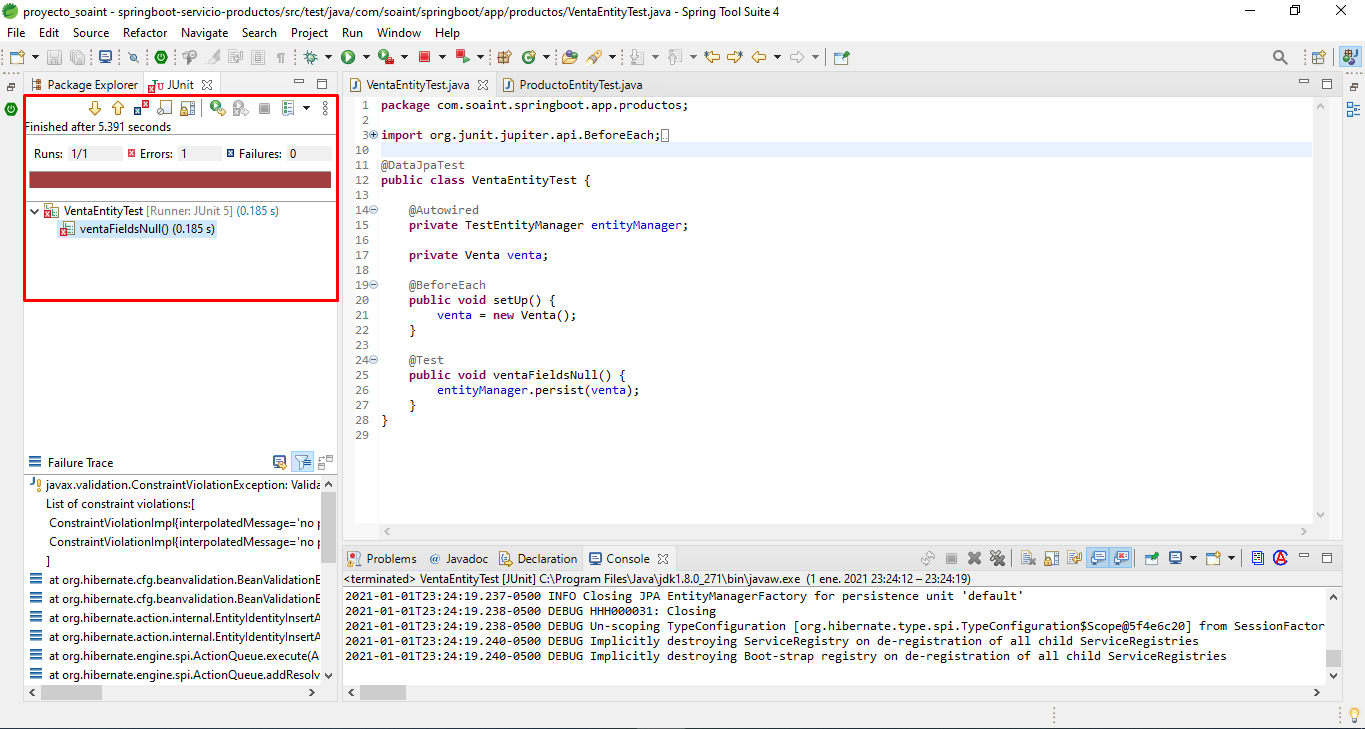 proyecto_soaint - springboot-servicio-productos/src/test/java/com/soaint/springboot/app/productos/VentaEntityTest.java - Spring Tool Suite 4
File Edit Source Refactor Navigate Search Project Run Window Help
Package Explorer JUnit
Finished after 5.391 seconds
Runs: 1/1 Errors: 1 Failures: 0
VentaEntityTest [Runner: JUnit 5] (0.185 s)
ventaFieldsNull() (0.185 s)
Failure Trace
javax.validation.ConstraintViolationException: Valida
List of constraint violations:[
ConstraintViolationImpl{interpolatedMessage='no p
ConstraintViolationImpl{interpolatedMessage='no p
]
at org.hibernate.cfg.beanvalidation.BeanValidationE
at org.hibernate.cfg.beanvalidation.BeanValidationE
at org.hibernate.action.internal.EntityIdentityInsertA
at org.hibernate.action.internal.EntityIdentityInsertA
at org.hibernate.engine.spi.ActionQueue.execute(A
at org.hibernate.engine.spi.ActionQueue.addResolv
VentaEntityTest.java ProductoEntityTest.java
1 package com.soaint.springboot.app.productos;
2
3 import org.junit.jupiter.api.BeforeEach;
10
11 @DataJpaTest
12 public class VentaEntityTest {
13
14 @Autowired
15 private TestEntityManager entityManager;
16
17 private Venta venta;
18
19 @BeforeEach
20 public void setUp() {
21 venta = new Venta();
22 }
23
24 @Test
25 public void ventaFieldsNull() {
26 entityManager.persist(venta);
27 }
28 }
29
Problems @ Javadoc Declaration Console
<terminated> VentaEntityTest [JUnit] C:\Program Files\Java\jdk1.8.0_271\bin\javaw.exe (1 ene. 2021 23:24:12 – 23:24:19)
2021-01-01T23:24:19.237-0500 INFO Closing JPA EntityManagerFactory for persistence unit 'default'
2021-01-01T23:24:19.238-0500 DEBUG HHH000031: Closing
2021-01-01T23:24:19.238-0500 DEBUG Un-scoping TypeConfiguration [org.hibernate.type.spi.TypeConfiguration$Scope@5f4e6c20] from SessionFactor
2021-01-01T23:24:19.240-0500 DEBUG Implicitly destroying ServiceRegistry on de-registration of all child ServiceRegistries
2021-01-01T23:24:19.240-0500 DEBUG Implicitly destroying Boot-strap registry on de-registration of all child ServiceRegistries